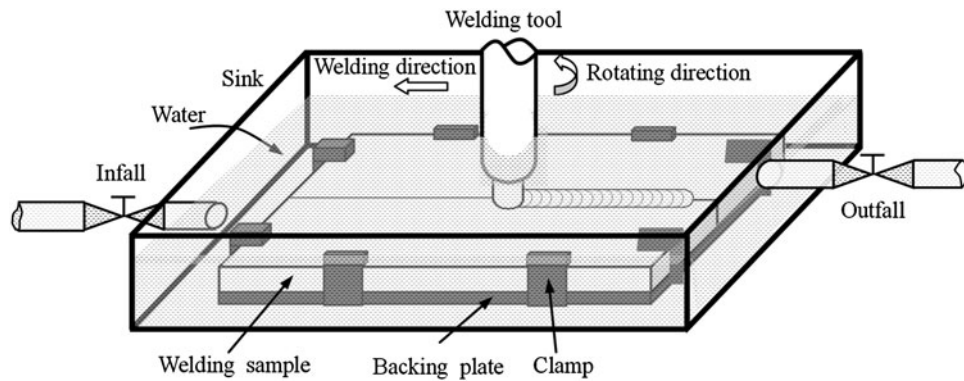 Welding tool
Welding direction
Rotating direction
Sink
Water
Infall
Outfall
Welding sample
Backing plate
Clamp